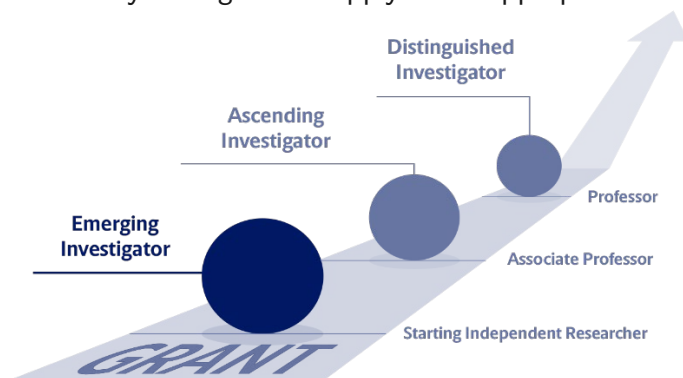 Distinguished
Investigator
Ascending
Investigator
Professor
Emerging
Investigator
Associate Professor
Starting Independent Researcher
GRANT